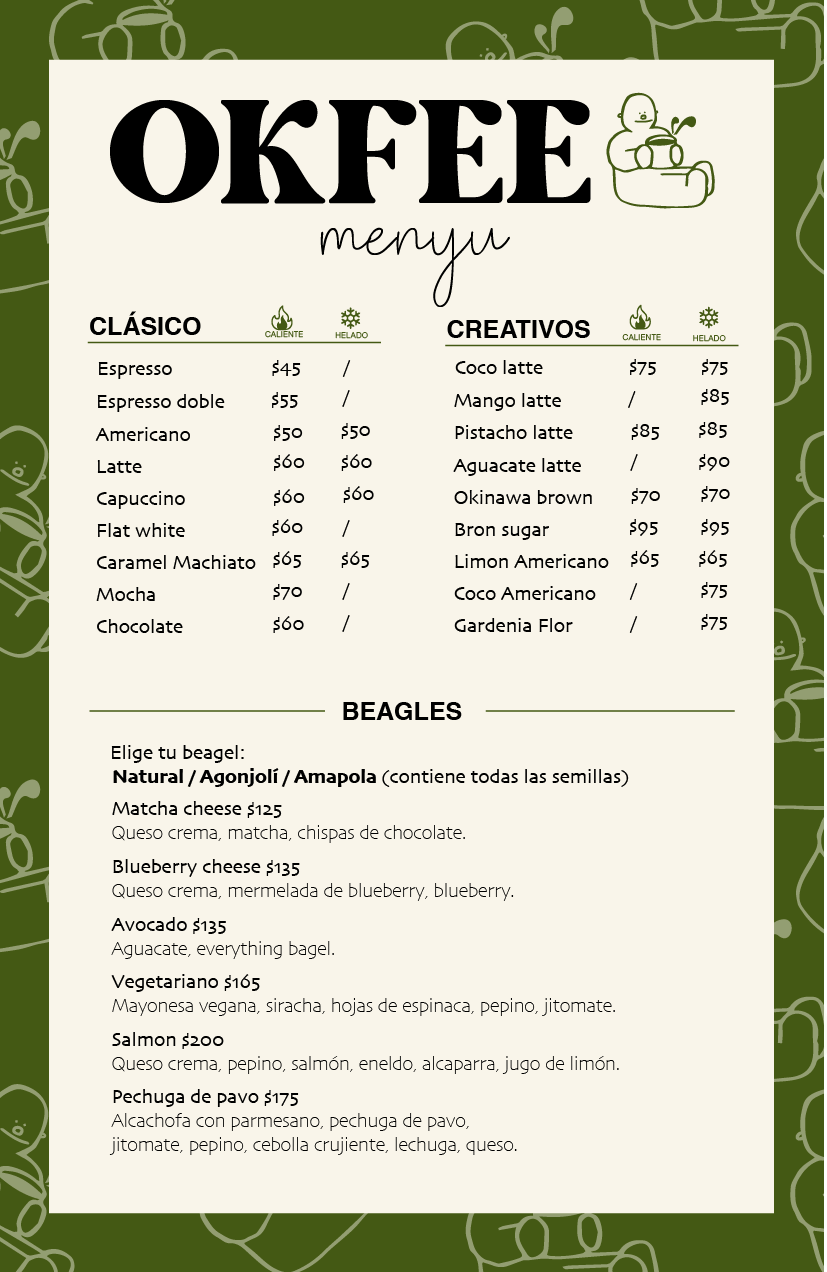 OKFEE
menyu
CLÁSICO CALIENTE HELADO
Espresso $45 /
Espresso doble $55 /
Americano $50 $50
Latte $60 $60
Capuccino $60 $60
Flat white $60 /
Caramel Machiato $65 $65
Mocha $70 /
Chocolate $60 /
CREATIVOS CALIENTE HELADO
Coco latte $75 $75
Mango latte / $85
Pistacho latte $85 $85
Aguacate latte / $90
Okinawa brown $70 $70
Bron sugar $95 $95
Limon Americano $65 $65
Coco Americano / $75
Gardenia Flor / $75
BEAGLES
Elige tu beagel:
Natural / Agonjolí / Amapola (contiene todas las semillas)
Matcha cheese $125
Queso crema, matcha, chispas de chocolate.
Blueberry cheese $135
Queso crema, mermelada de blueberry, blueberry.
Avocado $135
Aguacate, everything bagel.
Vegetariano $165
Mayonesa vegana, siracha, hojas de espinaca, pepino, jitomate.
Salmon $200
Queso crema, pepino, salmón, eneldo, alcaparra, jugo de limón.
Pechuga de pavo $175
Alcachofa con parmesano, pechuga de pavo,
jitomate, pepino, cebolla crujiente, lechuga, queso.